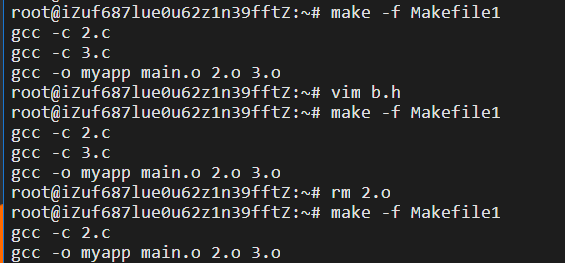 root@iZuf687lue0u62z1n39fftZ:~# make -f Makefile1
gcc -c 2.c
gcc -c 3.c
gcc -o myapp main.o 2.o 3.o
root@iZuf687lue0u62z1n39fftZ:~# vim b.h
root@iZuf687lue0u62z1n39fftZ:~# make -f Makefile1
gcc -c 2.c
gcc -c 3.c
gcc -o myapp main.o 2.o 3.o
root@iZuf687lue0u62z1n39fftZ:~# rm 2.o
root@iZuf687lue0u62z1n39fftZ:~# make -f Makefile1
gcc -c 2.c
gcc -o myapp main.o 2.o 3.o